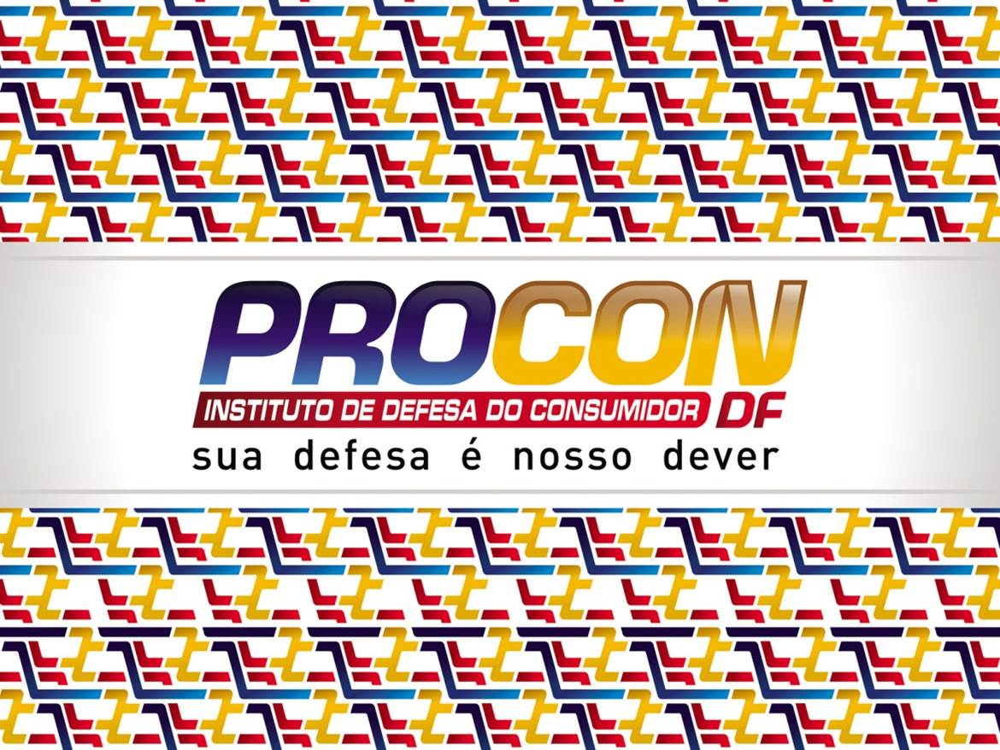 PROCON
INSTITUTO DE DEFESA DO CONSUMIDOR DF
sua defesa é nosso dever